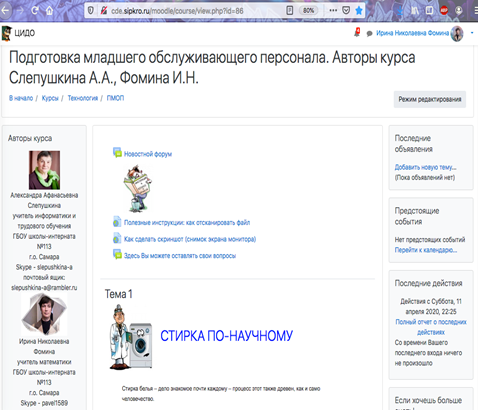 cde.sipkro.ru/moodle/course/view.php?id=86
80%
ЦИДО
Ирина Николаевна Фомина
Подготовка младшего обслуживающего персонала. Авторы курса
Слепушкина А.А., Фомина И.Н.
В начало / Курсы / Технология / ПМОП
Режим редактирования
Авторы курса
Александра Афанасьевна
Слепушкина
учитель информатики и
трудового обучения
ГБОУ школы-интерната
№113
г.о. Самара
Skype - slepushkina-a
почтовый ящик:
slepushkina-a@rambler.ru
Ирина Николаевна
Фомина
учитель математики
ГБОУ школы-интерната
№113
г.о. Самара
Skype - pavel1589
Новостной форум
Полезные инструкции: как отсканировать файл
Как сделать скриншот (снимок экрана монитора)
Здесь Вы можете оставлять свои вопросы
Тема 1
СТИРКА ПО-НАУЧНОМУ
Стирка белья – дело знакомое почти каждому – процесс этот также древен, как и само
человечество.
Последние
объявления
Добавить новую тему...
(Пока объявлений нет)
Предстоящие
события
Нет предстоящих событий
Перейти к календарю...
Последние действия
Действия с Суббота, 11
апреля 2020, 22:25
Полный отчет о последних
действиях
Со времени Вашего
последнего входа ничего
не произошло
Если хочешь больше